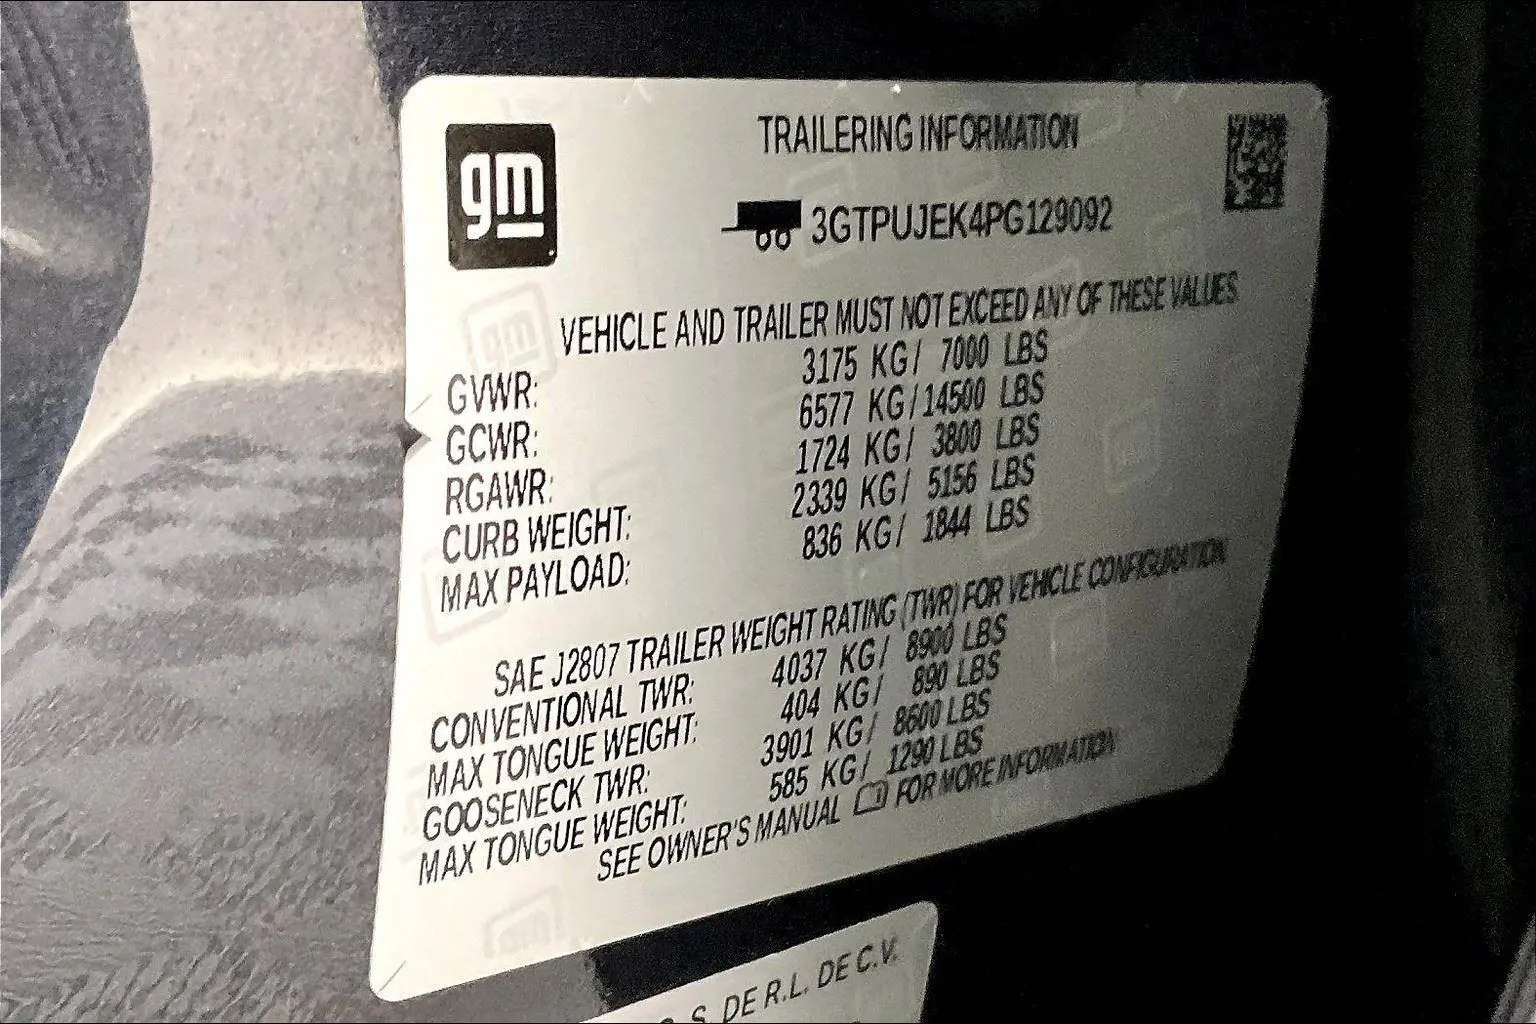 gm
TRAILERING INFORMATION
3GTPUJEK4PG129092
VEHICLE AND TRAILER MUST NOT EXCEED ANY OF THESE VALUES
GVWR: 3175 KG/ 7000 LBS
GCWR: 6577 KG/14500 LBS
RGAWR: 1724 KG/ 3800 LBS
CURB WEIGHT: 2339 KG/ 5156 LBS
MAX PAYLOAD: 836 KG/ 1844 LBS
SAE J2807 TRAILER WEIGHT RATING (TWR) FOR VEHICLE CONFIGURATION
CONVENTIONAL TWR: 4037 KG/ 8900 LBS
MAX TONGUE WEIGHT: 404 KG/ 890 LBS
GOOSENECK TWR: 3901 KG/ 8600 LBS
MAX TONGUE WEIGHT: 585 KG/ 1290 LBS
SEE OWNER'S MANUAL FOR MORE INFORMATION
S. DE R.L. DE C.V.